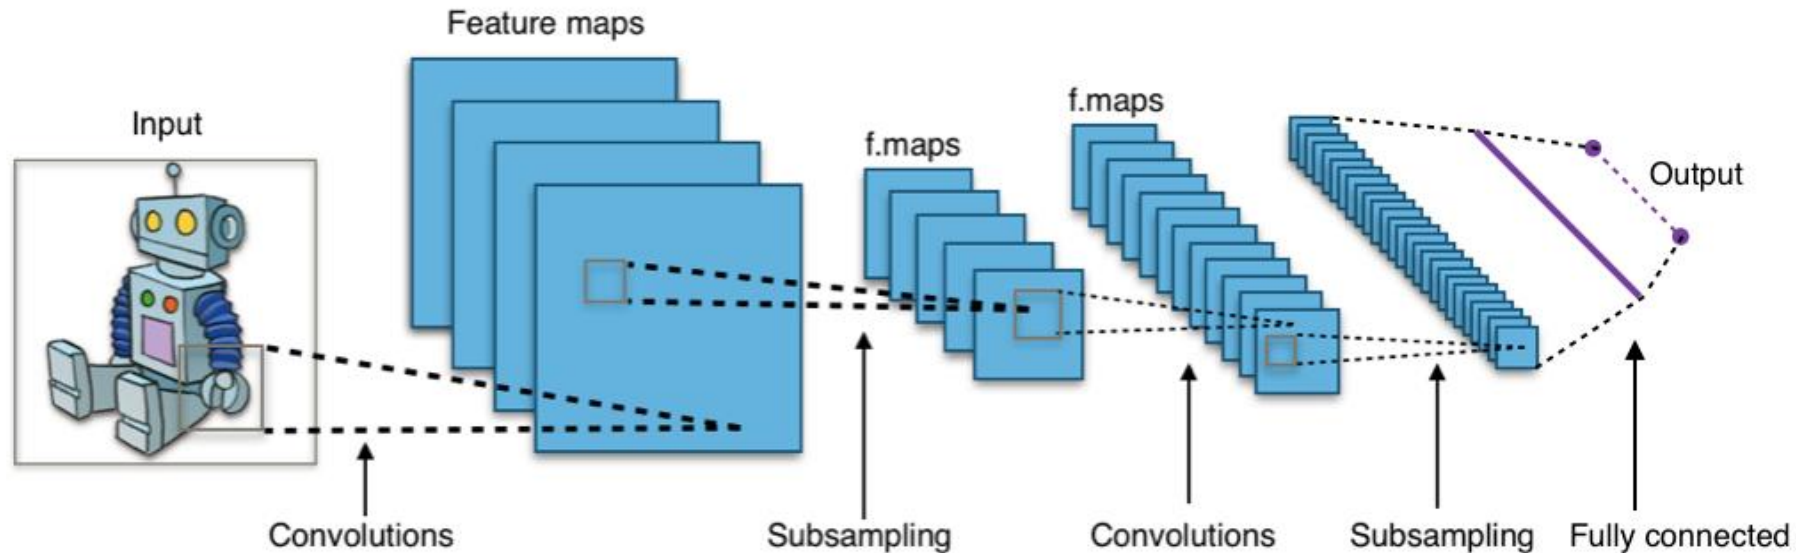 Feature maps
f.maps
Input
f.maps
Output
Convolutions
Subsampling
Convolutions
Subsampling
Fully connected